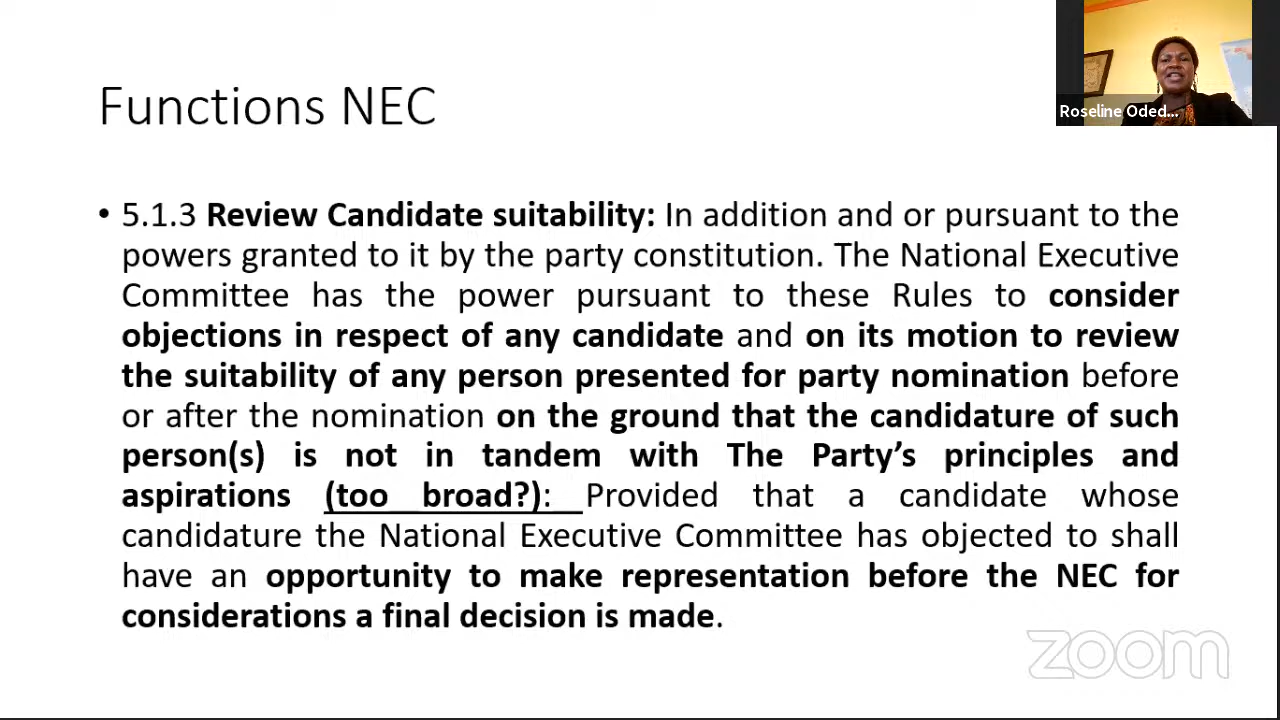 Functions NEC
Roseline Oded...
• 5.1.3 Review Candidate suitability: In addition and or pursuant to the
powers granted to it by the party constitution. The National Executive
Committee has the power pursuant to these Rules to consider
objections in respect of any candidate and on its motion to review
the suitability of any person presented for party nomination before
or after the nomination on the ground that the candidature of such
person(s) is not in tandem with The Party’s principles and
aspirations (too broad?): Provided that a candidate whose
candidature the National Executive Committee has objected to shall
have an opportunity to make representation before the NEC for
considerations a final decision is made.
zoom